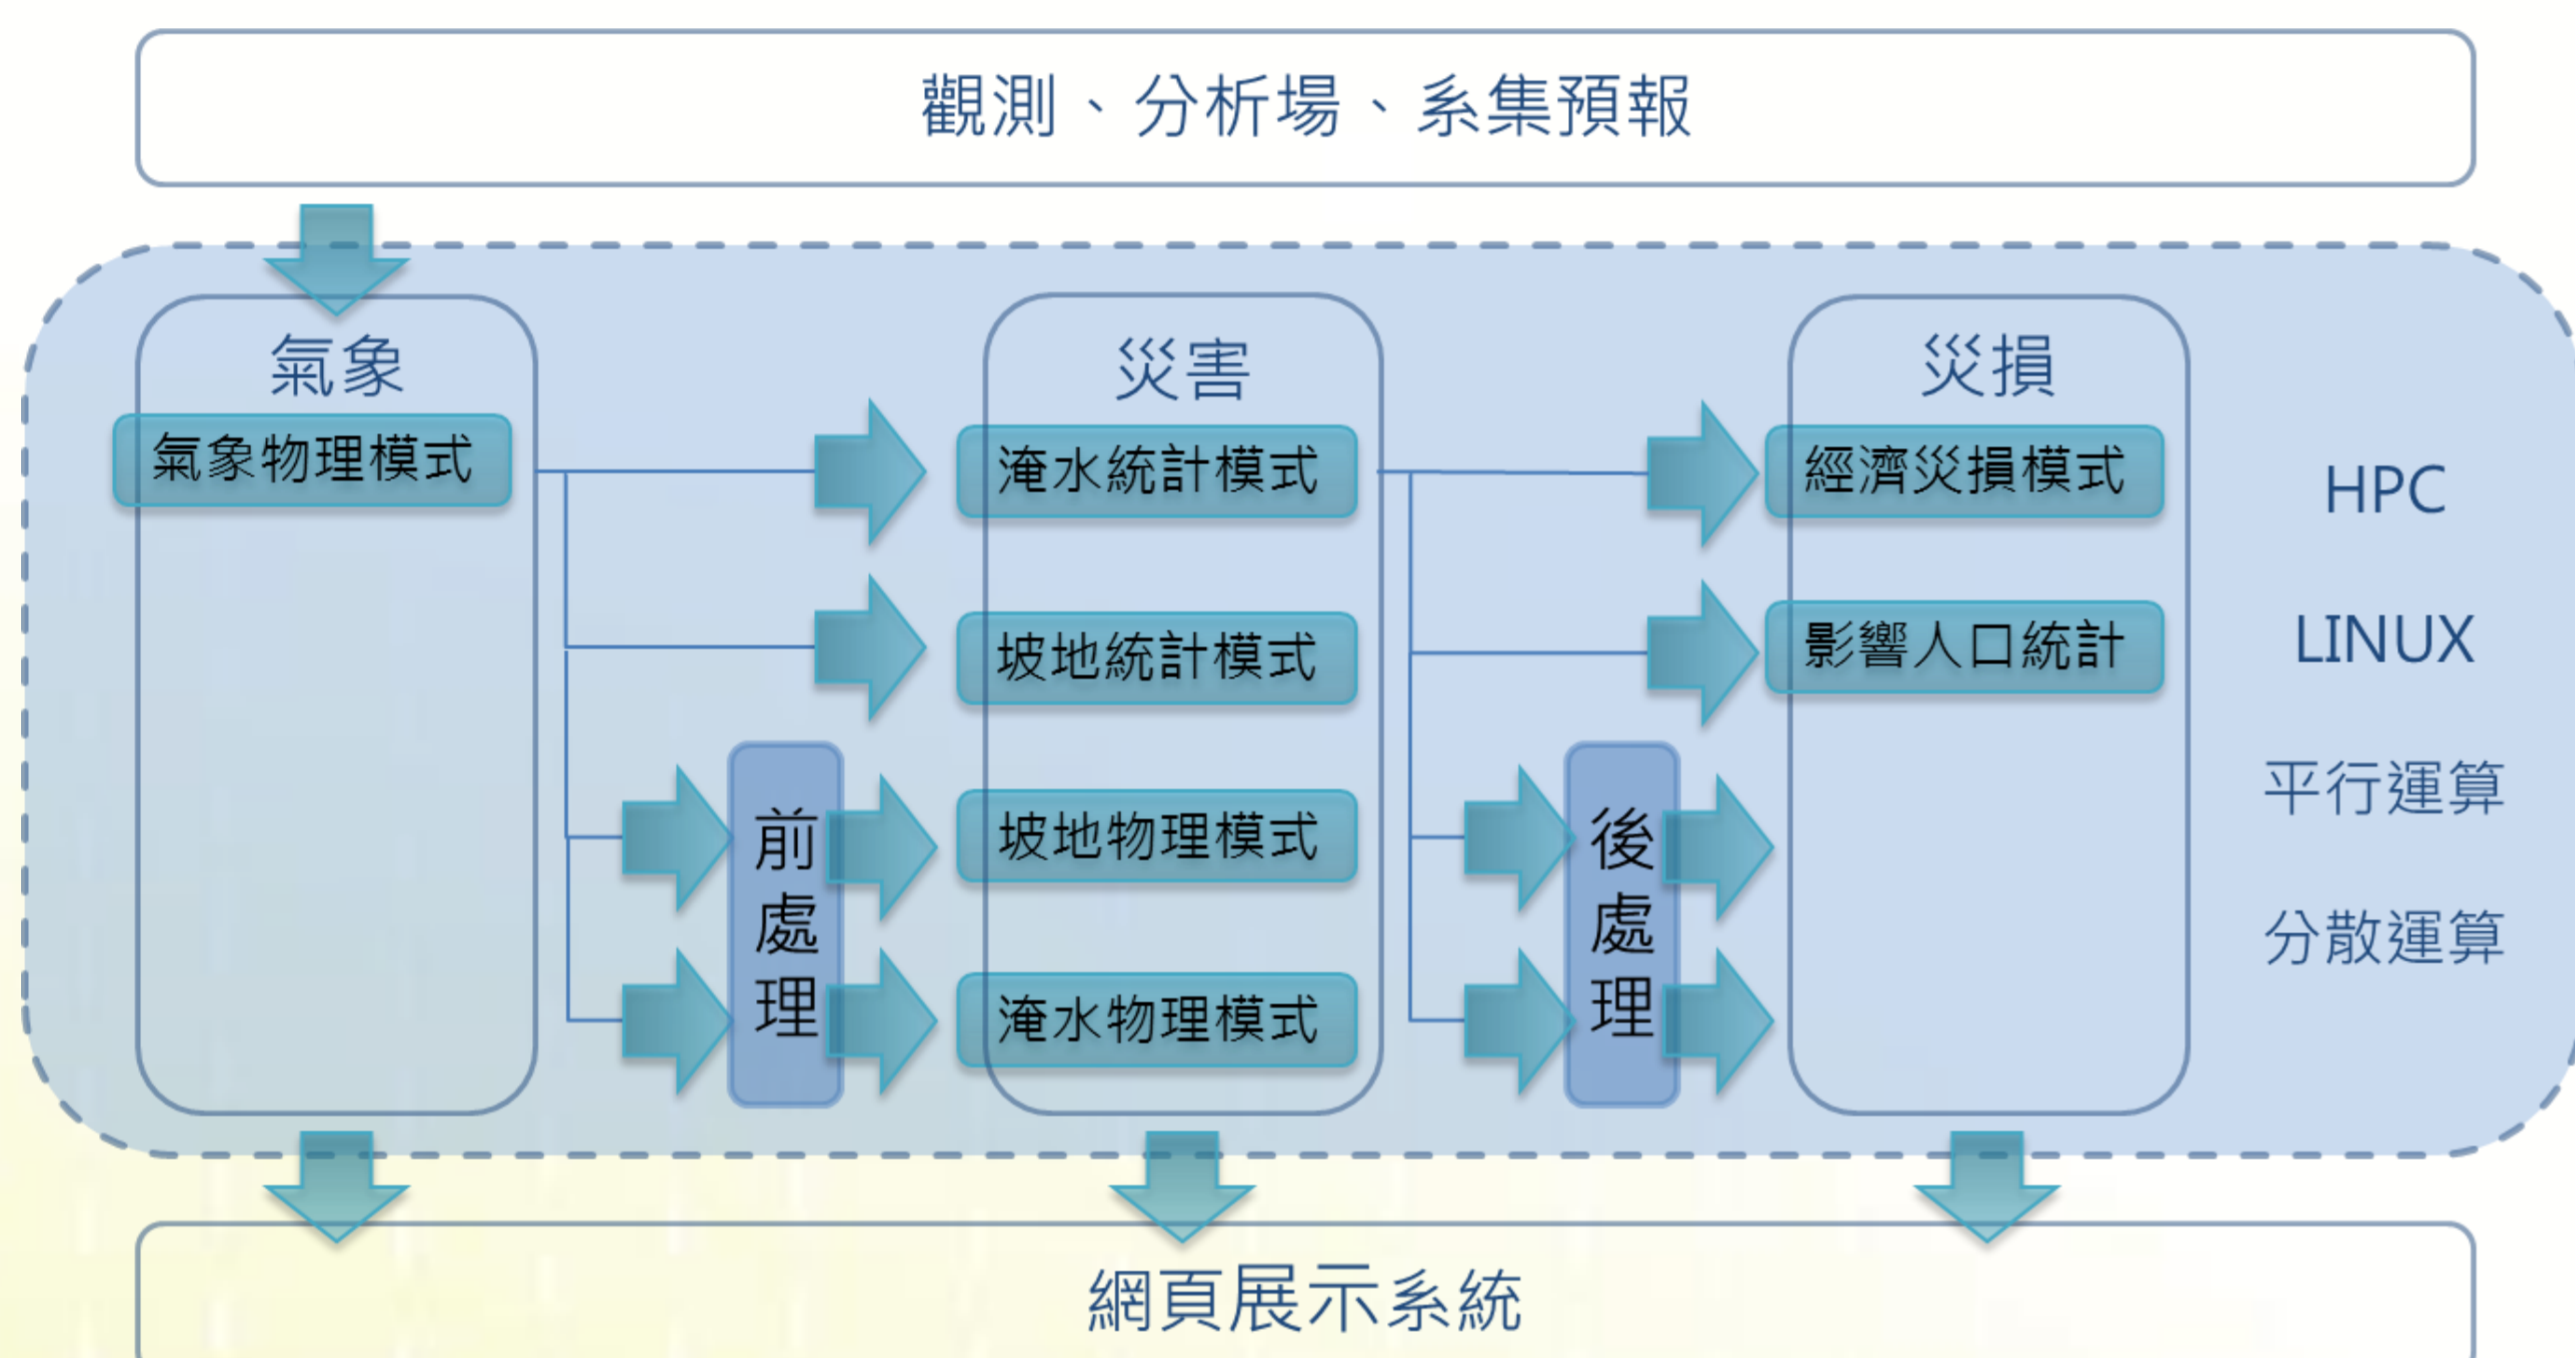 觀測、分析場、系集預報
氣象
氣象物理模式
災害
淹水統計模式
坡地統計模式
坡地物理模式
淹水物理模式
災損
經濟災損模式
影響人口統計
前處理
後處理
HPC
LINUX
平行運算
分散運算
網頁展示系統